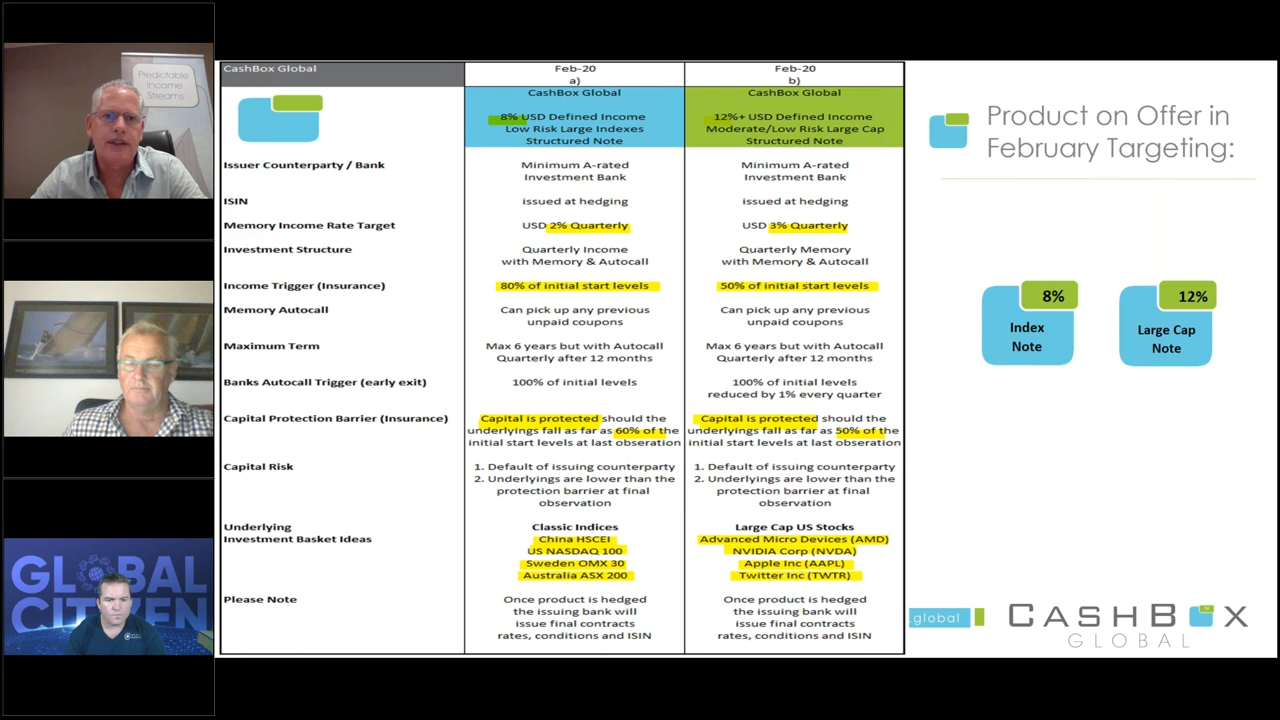 Predictable
Income
Streams
GLOBAL
CITIZEN
CashBox Global
Feb-20
a)
Feb-20
b)
CashBox Global
8% USD Defined Income
Low Risk Large Indexes
Structured Note
CashBox Global
12%+ USD Defined Income
Moderate/Low Risk Large Cap
Structured Note
Issuer Counterparty / Bank
Minimum A-rated
Investment Bank
Minimum A-rated
Investment Bank
ISIN
issued at hedging
issued at hedging
Memory Income Rate Target
USD 2% Quarterly
USD 3% Quarterly
Investment Structure
Quarterly Income
with Memory & Autocall
Quarterly Memory
with Memory & Autocall
Income Trigger (Insurance)
80% of initial start levels
50% of initial start levels
Memory Autocall
Can pick up any previous
unpaid coupons
Can pick up any previous
unpaid coupons
Maximum Term
Max 6 years but with Autocall
Quarterly after 12 months
Max 6 years but with Autocall
Quarterly after 12 months
Banks Autocall Trigger (early exit)
100% of initial levels
100% of initial levels
reduced by 1% every quarter
Capital Protection Barrier (Insurance)
Capital is protected should the
underlyings fall as far as 60% of the
initial start levels at last obseration
Capital is protected should the
underlyings fall as far as 50% of the
initial start levels at last obseration
Capital Risk
1. Default of issuing counterparty
2. Underlyings are lower than the
protection barrier at final
observation
1. Default of issuing counterparty
2. Underlyings are lower than the
protection barrier at final
observation
Underlying
Investment Basket Ideas
Classic Indices
China HSCEI
US NASDAQ 100
Sweden OMX 30
Australia ASX 200
Large Cap US Stocks
Advanced Micro Devices (AMD)
NVIDIA Corp (NVDA)
Apple Inc (AAPL)
Twitter Inc (TWTR)
Please Note
Once product is hedged
the issuing bank will
issue final contracts
rates, conditions and ISIN
Once product is hedged
the issuing bank will
issue final contracts
rates, conditions and ISIN
Product on Offer in
February Targeting:
8%
Index
Note
12%
Large Cap
Note
global
CASHBOX
GLOBAL